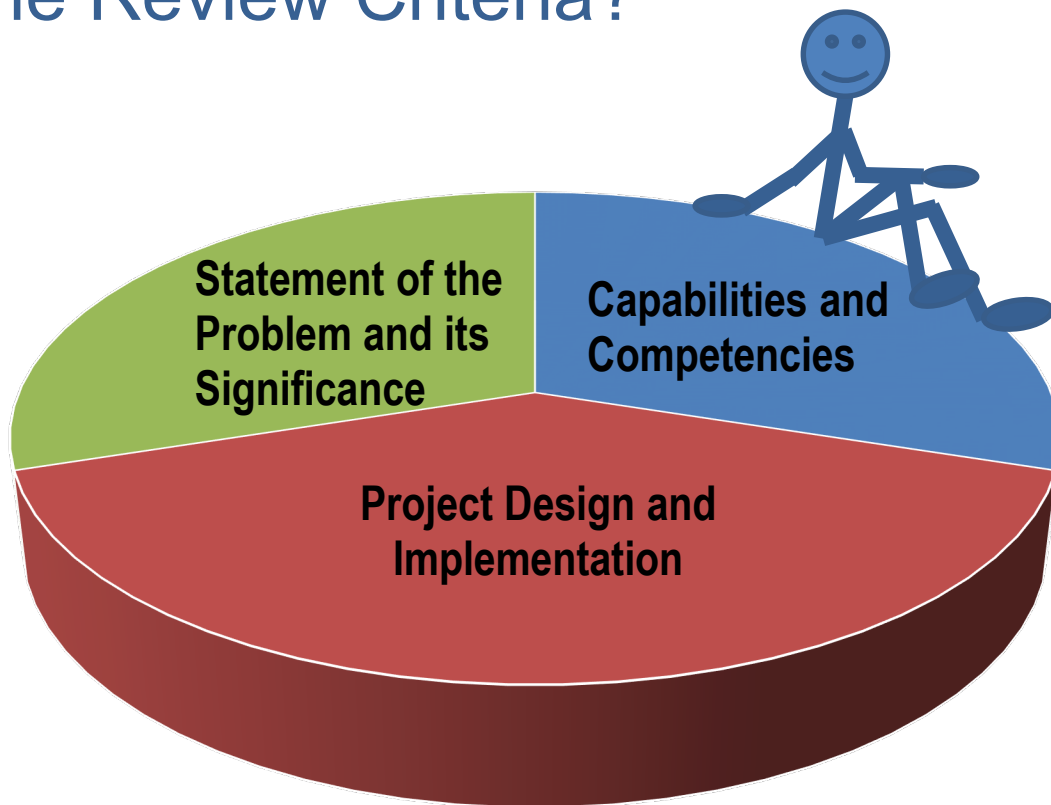 Review Criteria?
Statement of the
Problem and its
Significance
Capabilities and
Competencies
Project Design and
Implementation